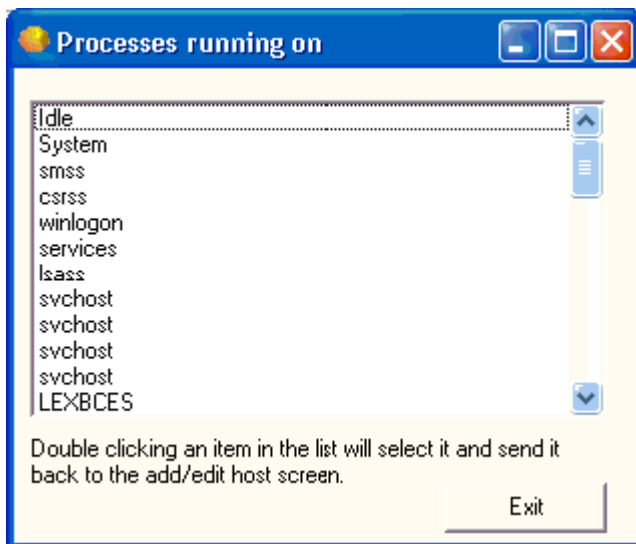 Processes running on
Idle
System
smss
csrss
winlogon
services
lsass
svchost
svchost
svchost
svchost
LEXBCES
Double clicking an item in the list will select it and send it
back to the add/edit host screen.
Exit